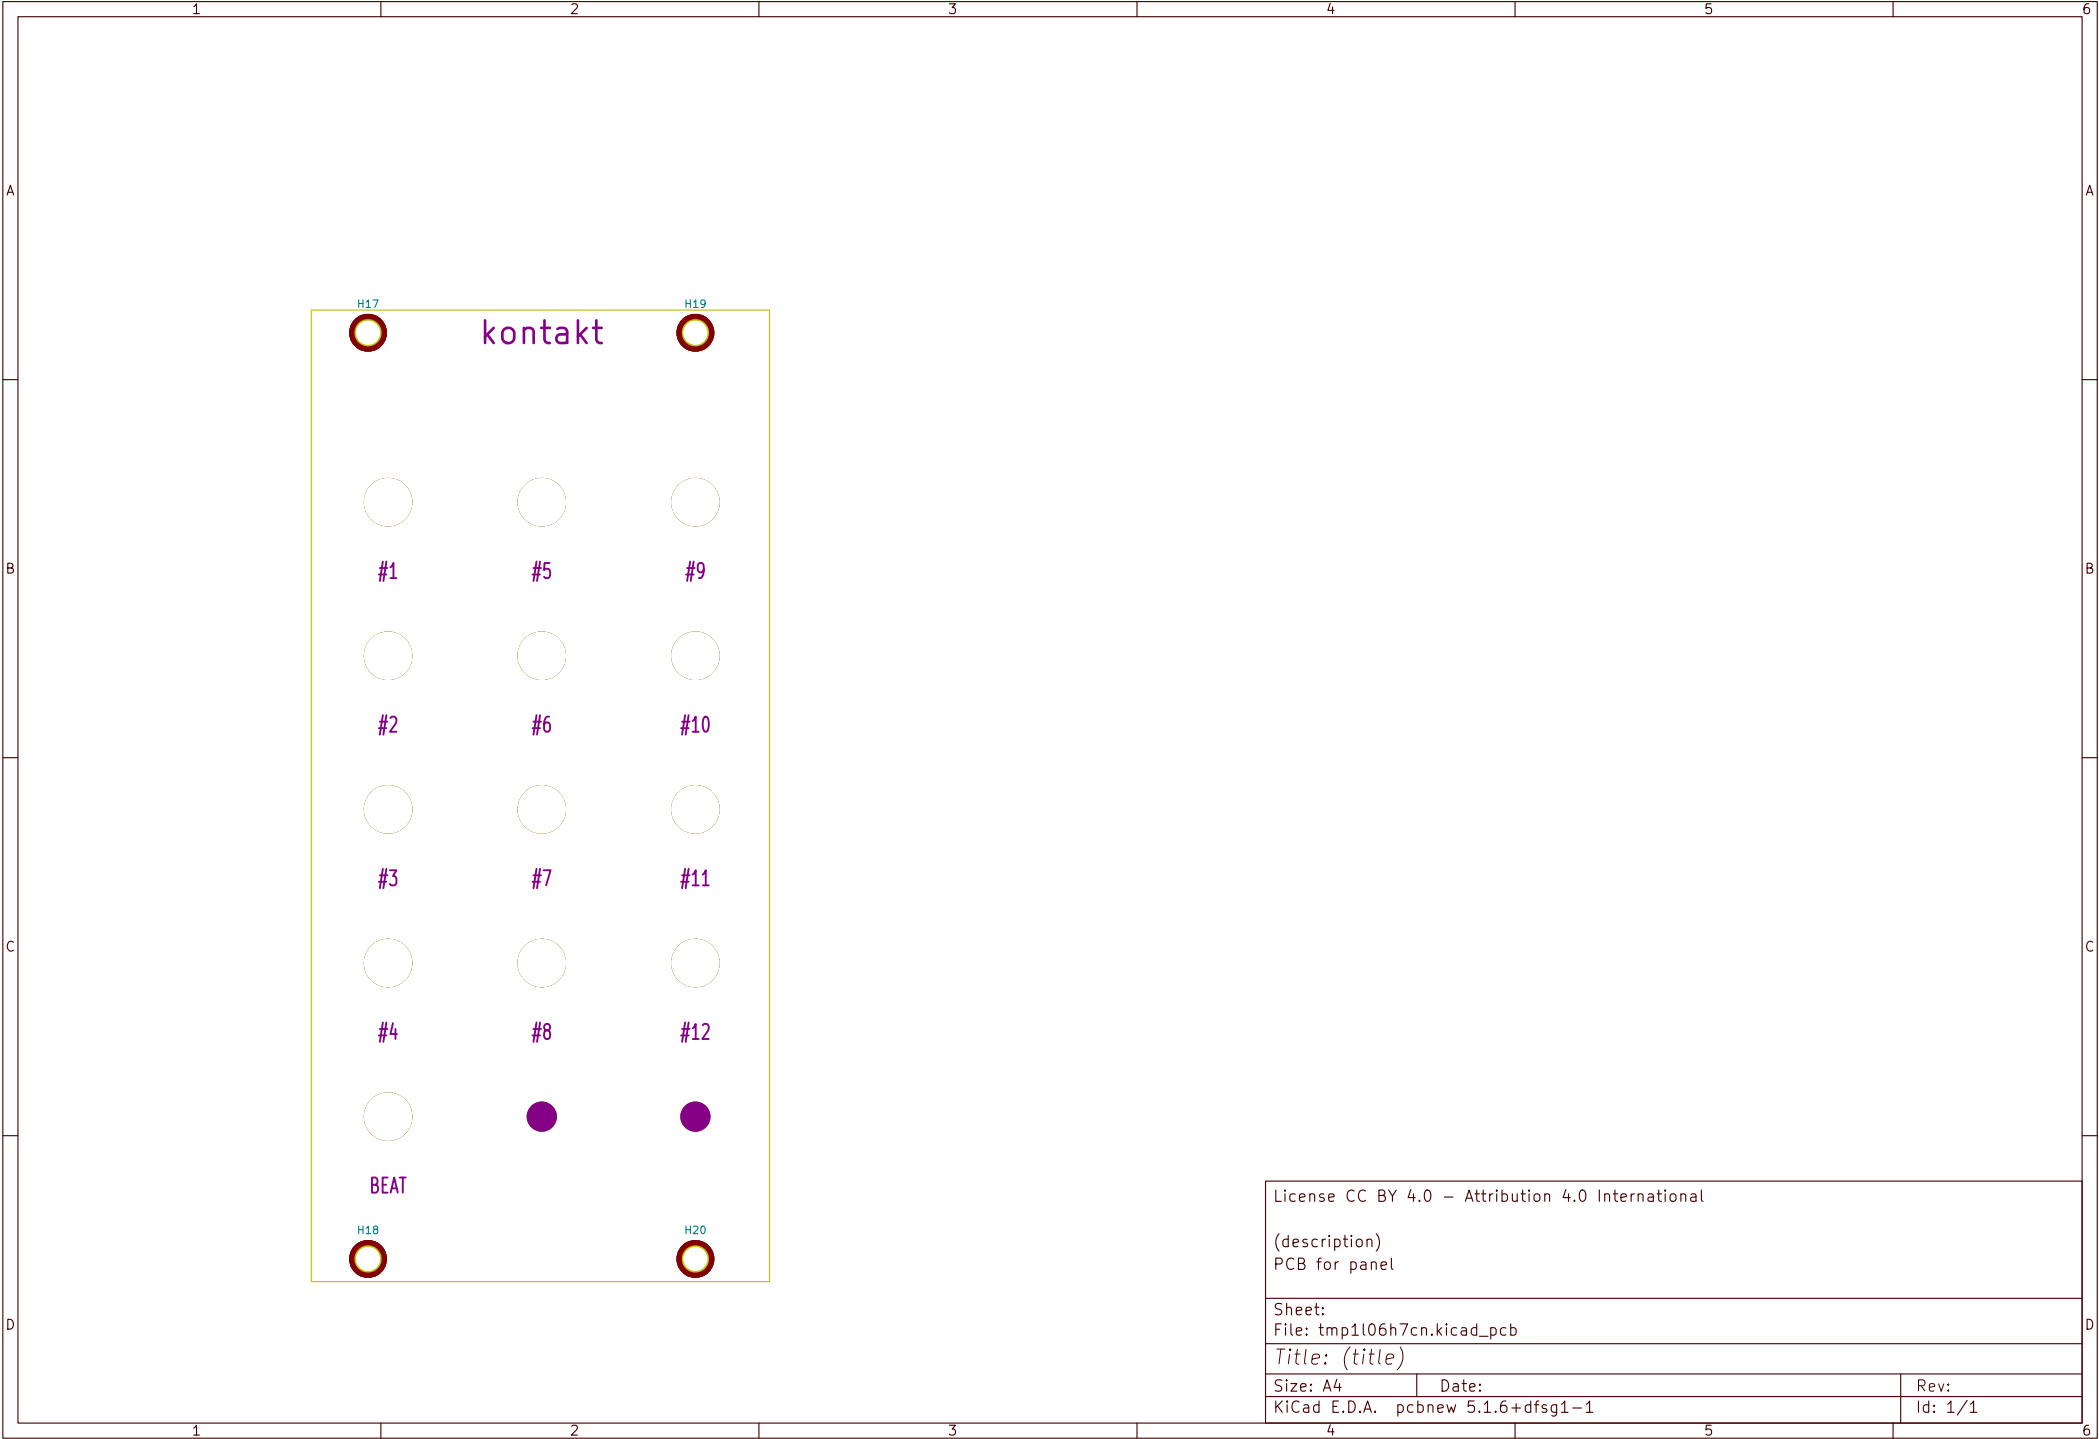 1 2 3 4 5 6
A A
H17 H19
kontakt
#1 #5 #9
B B
#2 #6 #10
#3 #7 #11
C C
#4 #8 #12
BEAT
H18 H20
License CC BY 4.0 - Attribution 4.0 International
(description)
PCB for panel
Sheet:
D D
File: tmp1l06h7cn.kicad_pcb
Title: (title)
Size: A4 Date: Rev:
KiCad E.D.A. pcbnew 5.1.6+dfsg1-1 Id: 1/1
1 2 3 4 5 6